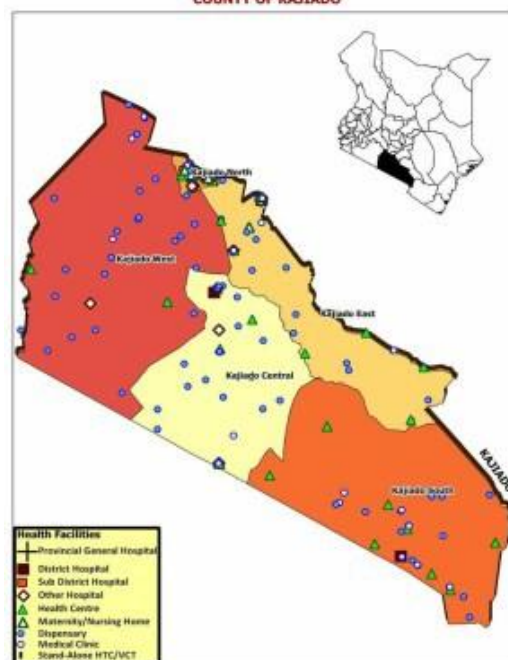 COUNTY OF KAJIADO
Kajiado North
Kajiado West
Kajiado East
Kajiado Central
KAJIADO
Kajiado South
Health Facilities
Provincial General Hospital
District Hospital
Sub District Hospital
Other Hospital
Health Centre
Maternity/Nursing Home
Dispensary
Medical Clinic
Stand-Alone HTC/VCT